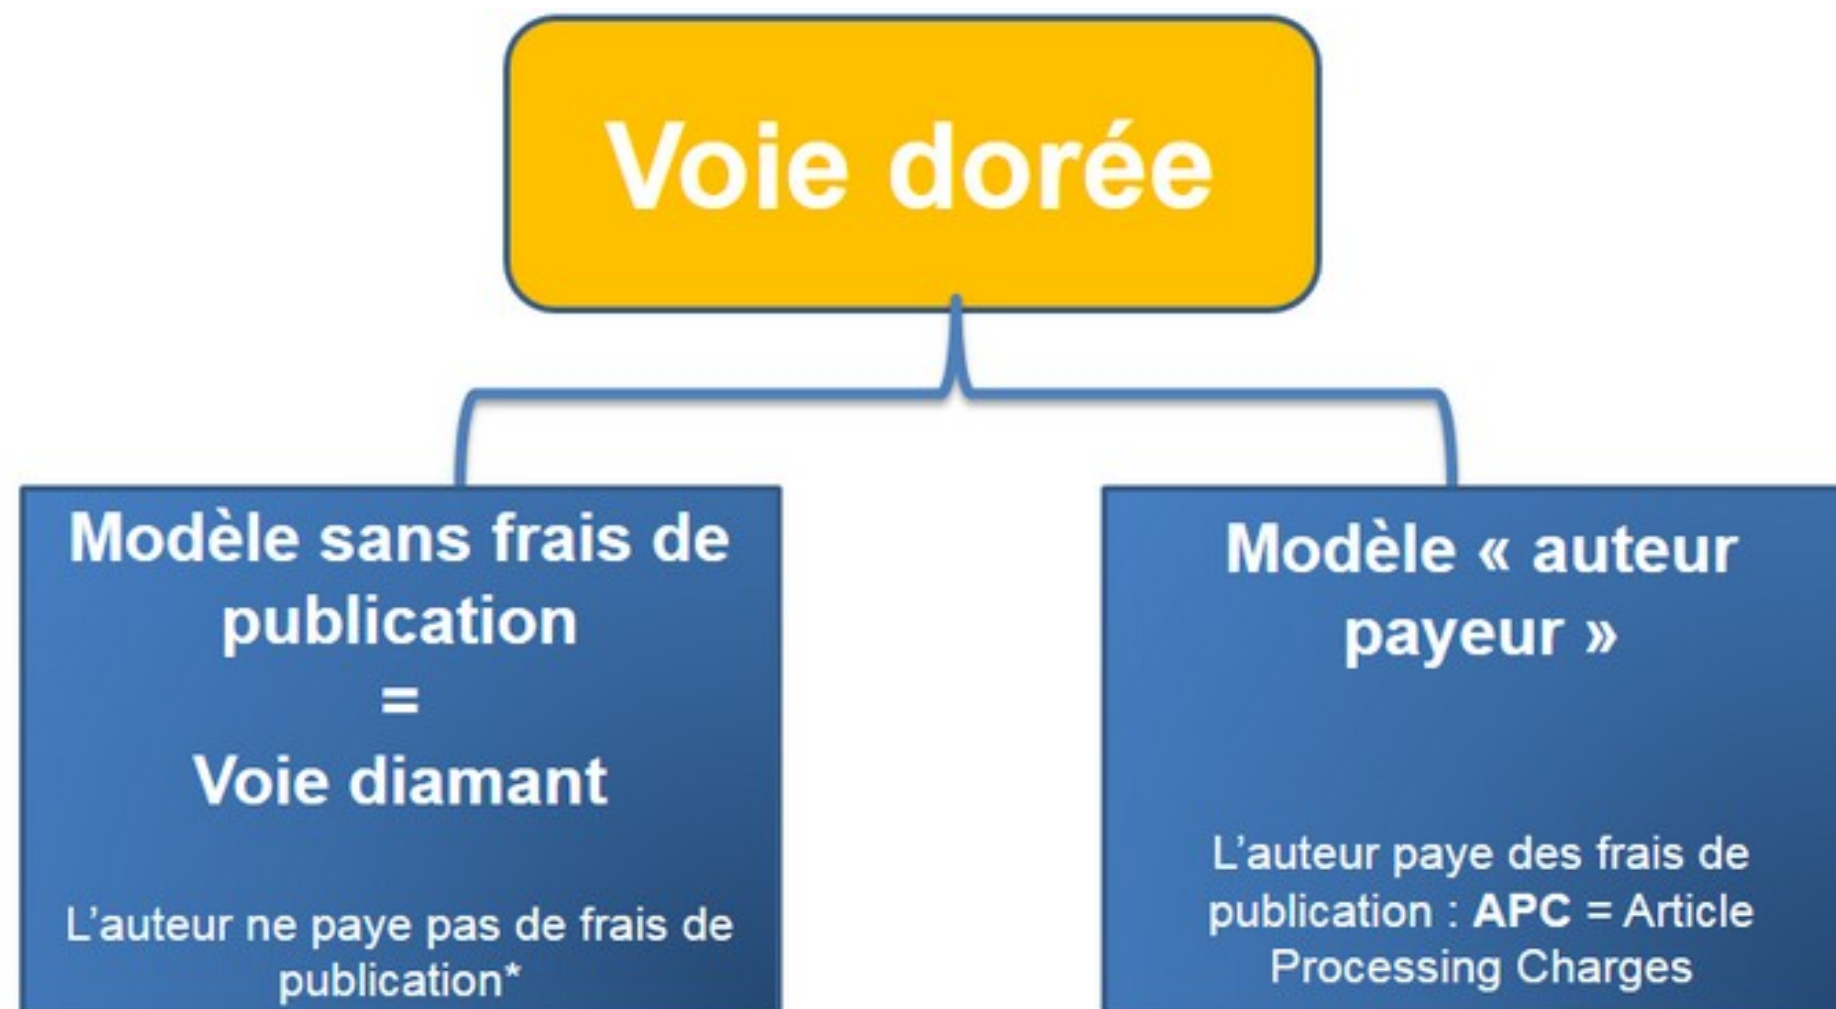 Voie dorée
Modèle sans frais de
publication
=
Voie diamant
L'auteur ne paye pas de frais de
publication*
Modèle « auteur
payeur »
L'auteur paye des frais de
publication : APC = Article
Processing Charges